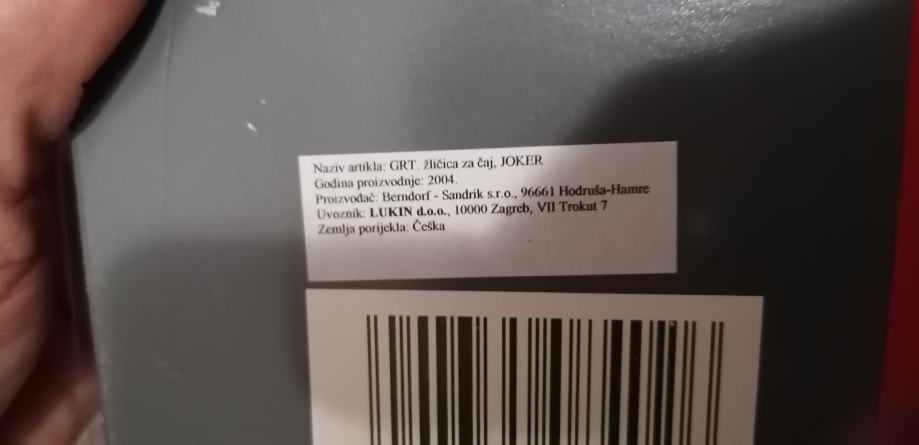 Naziv artikla: GRT. žličica za čaj, JOKER
Godina proizvodnje: 2004.
Proizvođač: Berndorf - Sandrik s.r.o., 96661 Hodruša-Hamre
Uvoznik: LUKIN d.o.o., 10000 Zagreb, VII Trokut 7
Zemlja porijekla: Češka